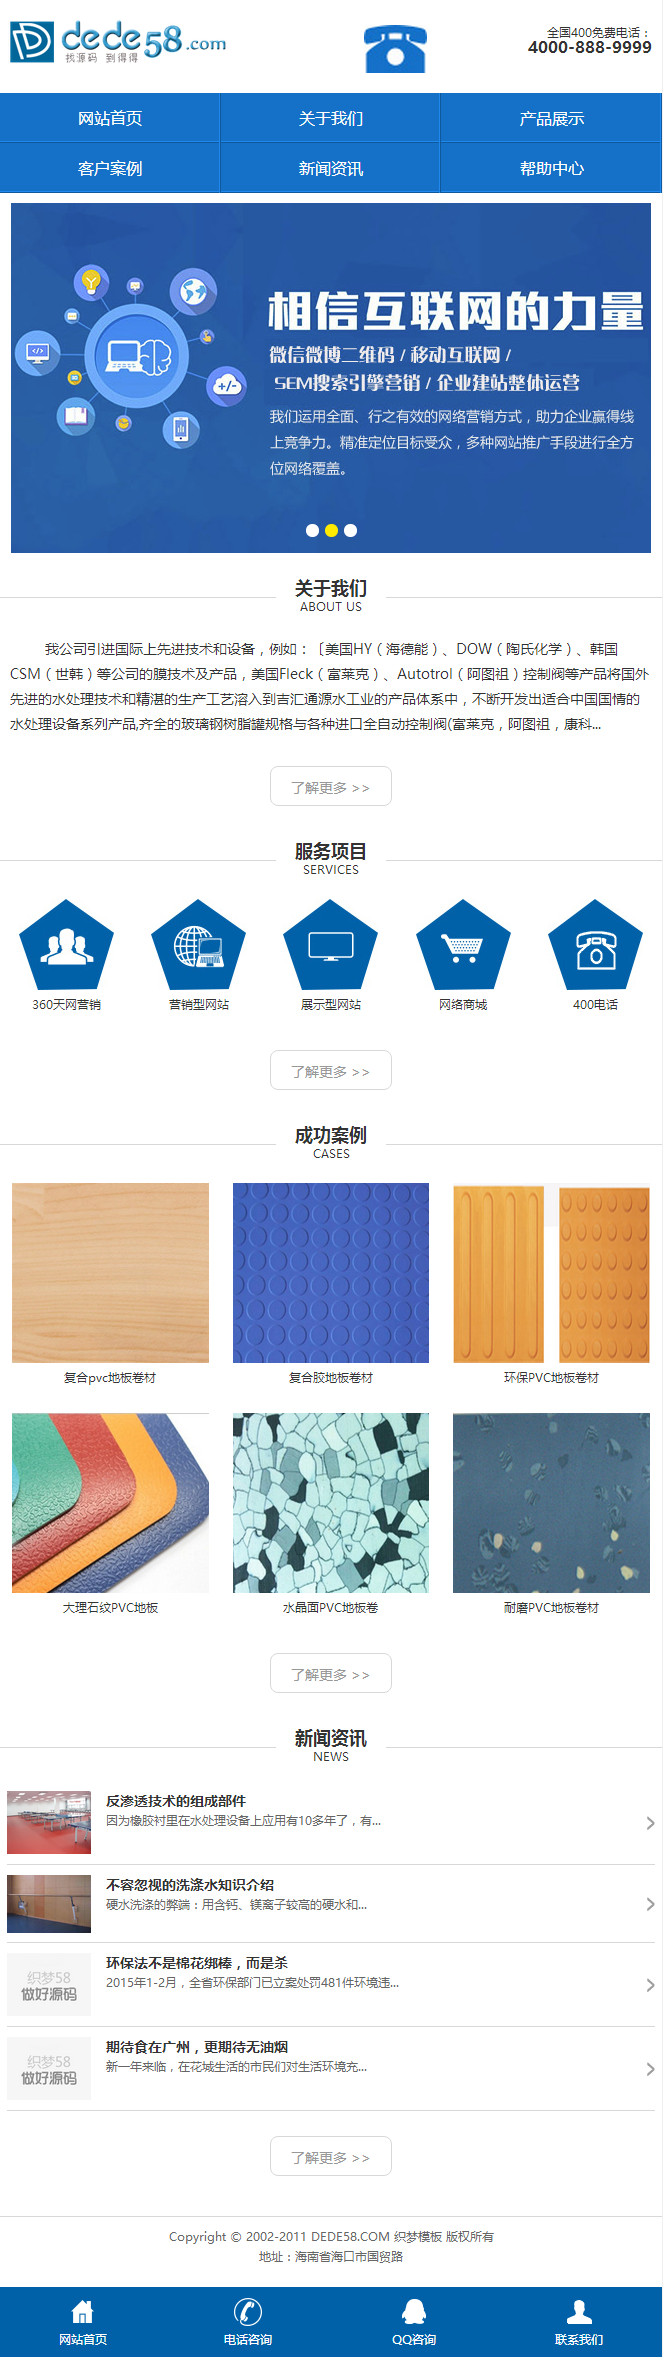 dede58.com
找源码 到得得
全国400免费电话：
4000-888-9999
网站首页 关于我们 产品展示
客户案例 新闻资讯 帮助中心
相信互联网的力量
微信微博二维码 / 移动互联网 /
SEM搜索引擎营销 / 企业建站整体运营
我们运用全面、行之有效的网络营销方式，助力企业赢得线
上竞争力。精准定位目标受众，多种网站推广手段进行全方
位网络覆盖。
关于我们
ABOUT US
我公司引进国际上先进技术和设备，例如：〔美国HY（海德能）、DOW（陶氏化学）、韩国
CSM（世韩）等公司的膜技术及产品，美国Fleck（富莱克）、Autotrol（阿图祖）控制阀等产品将国外
先进的水处理技术和精湛的生产工艺溶入到吉汇通源水工业的产品体系中，不断开发出适合中国国情的
水处理设备系列产品,齐全的玻璃钢树脂罐规格与各种进口全自动控制阀(富莱克，阿图祖，康科...
了解更多 >>
服务项目
SERVICES
360天网营销 营销型网站 展示型网站 网络商城 400电话
了解更多 >>
成功案例
CASES
复合pvc地板卷材 复合胶地板卷材 环保PVC地板卷材
大理石纹PVC地板 水晶面PVC地板卷 耐磨PVC地板卷材
了解更多 >>
新闻资讯
NEWS
反渗透技术的组成部件
因为橡胶衬里在水处理设备上应用有10多年了，有...
不容忽视的洗涤水知识介绍
硬水洗涤的弊端：用含钙、镁离子较高的硬水和...
织梦58
做好源码
环保法不是棉花绑棒，而是杀
2015年1-2月，全省环保部门已立案处罚481件环境违...
织梦58
做好源码
期待食在广州，更期待无油烟
新一年来临，在花城生活的市民们对生活环境充...
了解更多 >>
Copyright © 2002-2011 DEDE58.COM 织梦模板 版权所有
地址：海南省海口市国贸路
网站首页 电话咨询 QQ咨询 联系我们